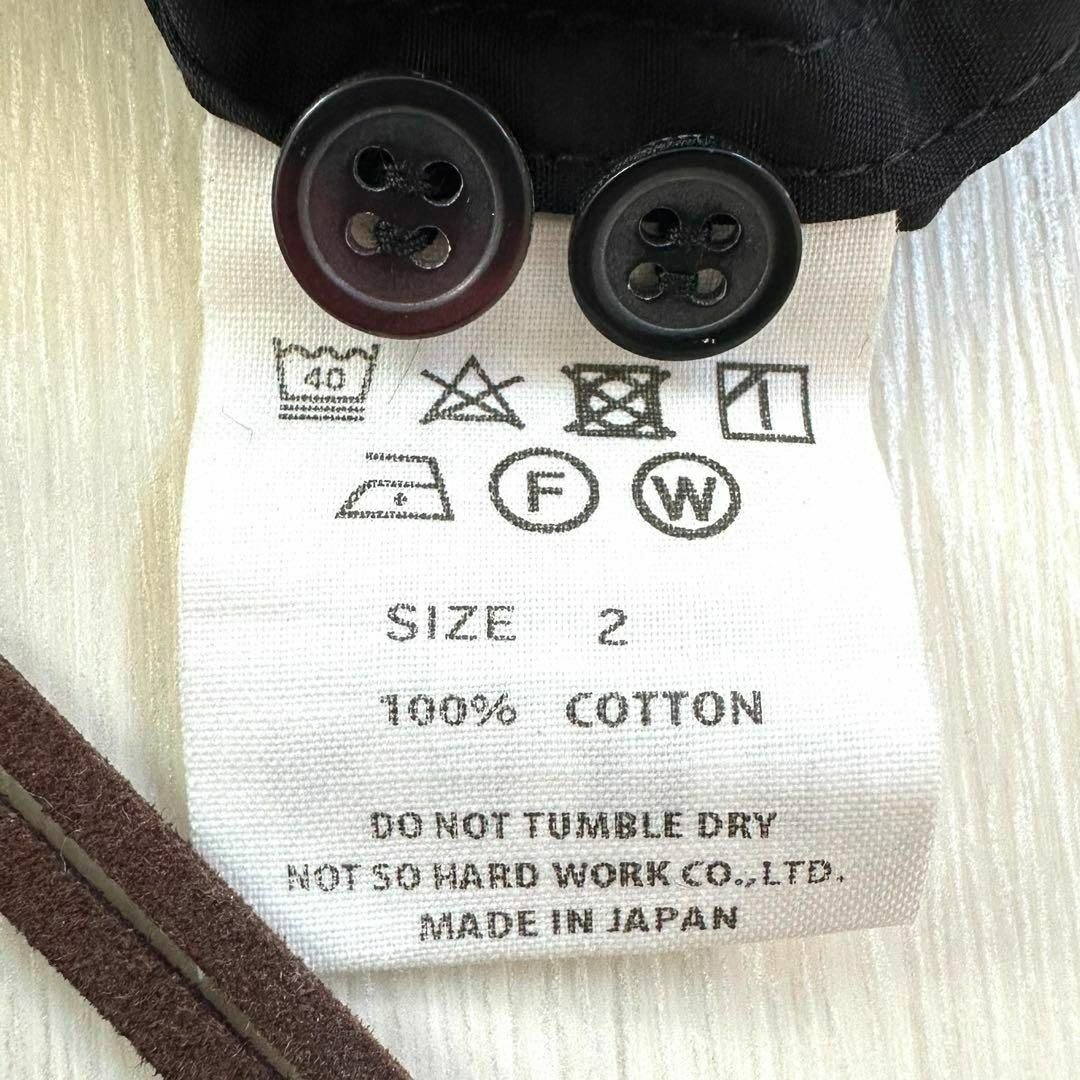 40
F W
SIZE 2
100% COTTON
DO NOT TUMBLE DRY
NOT SO HARD WORK CO.,LTD.
MADE IN JAPAN